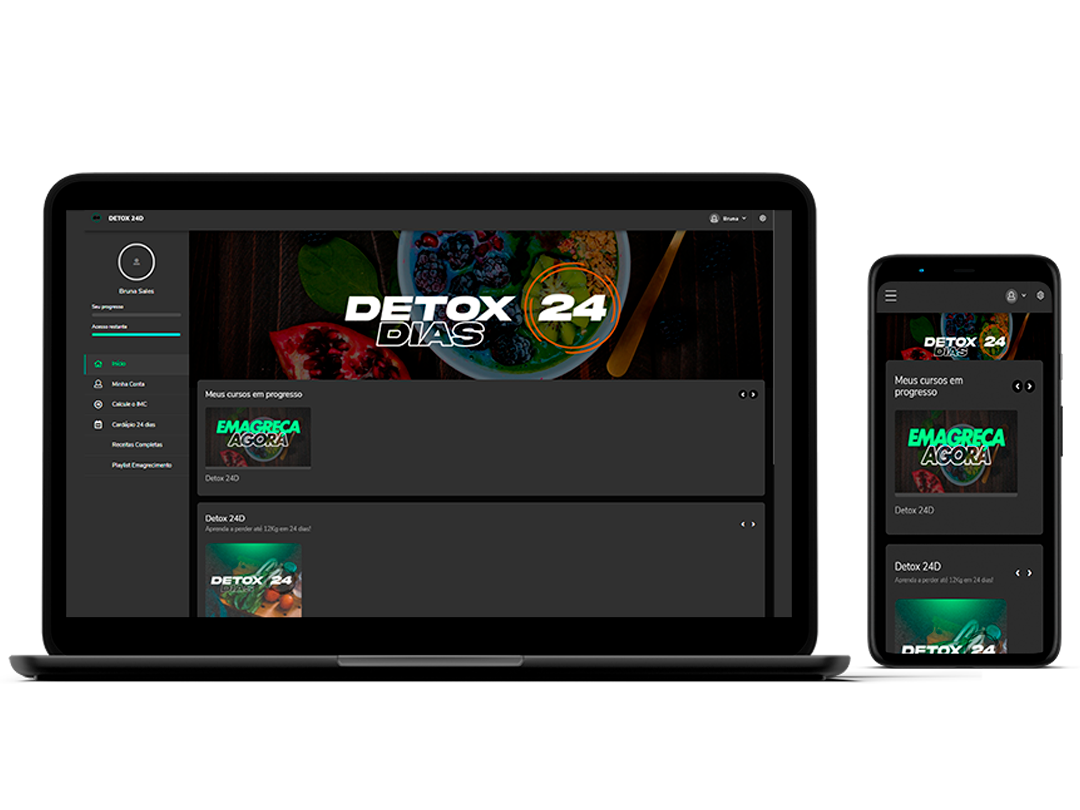 DETOX 24D
Bruna
Bruna Sales
Seu progresso
Acesso restante
Início
Minha Conta
Calcule o IMC
Cardápio 24 dias
Receitas Completas
Playlist Emagrecimento
DETOX 24
DIAS
Meus cursos em progresso
EMAGREÇA
AGORA
Detox 24D
Detox 24D
Aprenda a perder até 12Kg em 24 dias!
DETOX 24
DIAS
DETOX 24
DIAS
Meus cursos em
progresso
EMAGREÇA
AGORA
Detox 24D
Detox 24D
Aprenda a perder até 12Kg em 24 dias!
DETOX 24